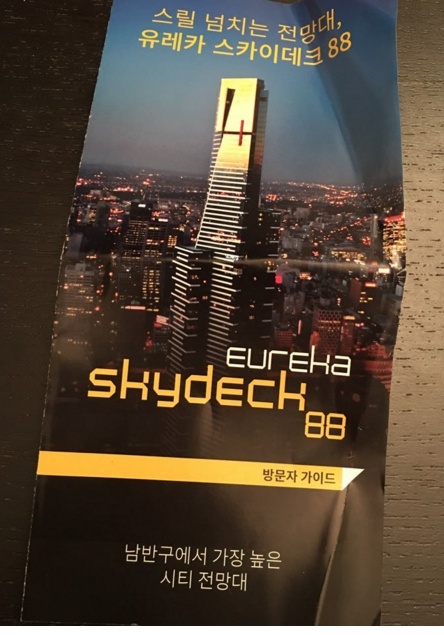 스릴 넘치는 전망대,
유레카 스카이데크 88
eureka
skydeck
88
방문자 가이드
남반구에서 가장 높은
시티 전망대